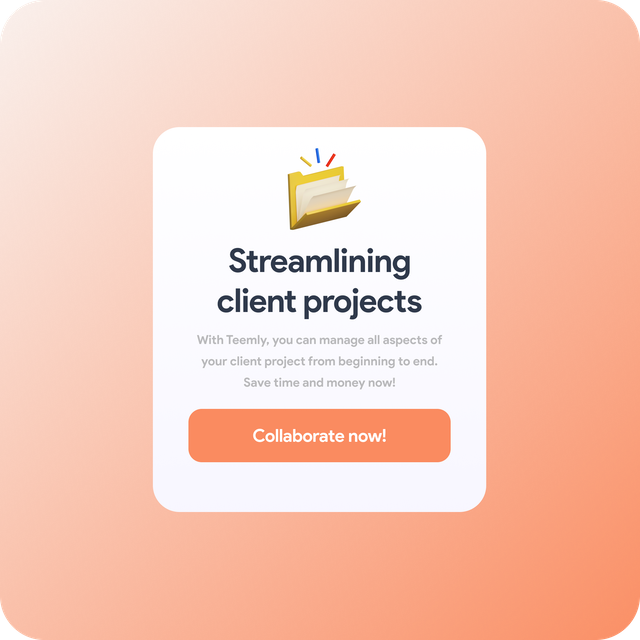 Streamlining
client projects
With Teemly, you can manage all aspects of
your client project from beginning to end.
Save time and money now!
Collaborate now!